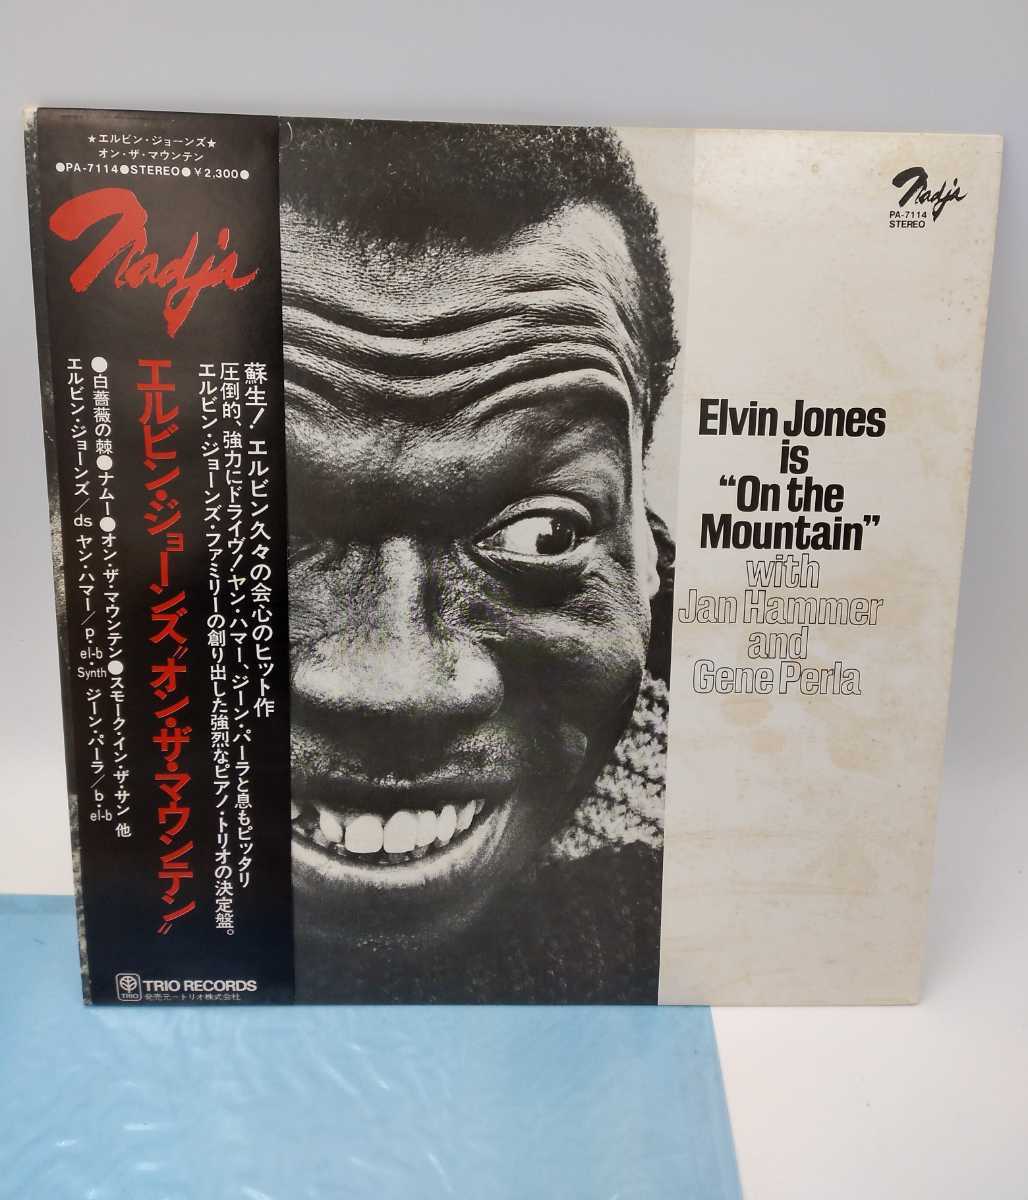 ★エルビン・ジョーンズ★
オン・ザ・マウンテン
●PA-7114●STEREO●￥2,300●
Nadja
蘇生！エルビン久々の会心のヒット作
圧倒的、強力にドライヴ！ヤン・ハマー、ジーン・パーラと息もピッタリ
エルビン・ジョーンズ・ファミリーの創り出した強烈なピアノ・トリオの決定盤。
エルビン・ジョーンズ〝オン・ザ・マウンテン〟
●白薔薇の棘●ナムー●オン・ザ・マウンテン●スモーク・イン・ザ・サン 他
エルビン・ジョーンズ/ds ヤン・ハマー/p・el-b・Synth ジーン・パーラ/b・el-b
TRIO
TRIO RECORDS
発売元－トリオ株式会社
Nadja
PA-7114
STEREO
Elvin Jones
is
“On the
Mountain”
with
Jan Hammer
and
Gene Perla